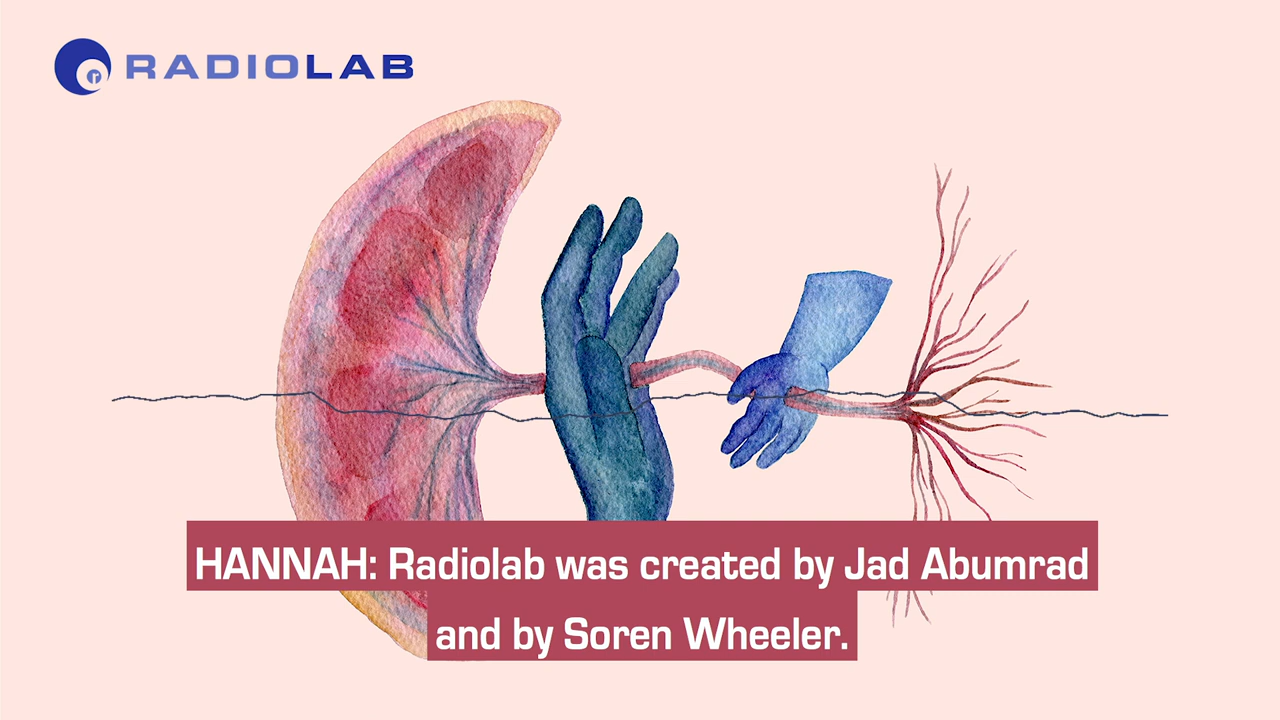 RADIOLAB
HANNAH: Radiolab was created by Jad Abumrad
and by Soren Wheeler.